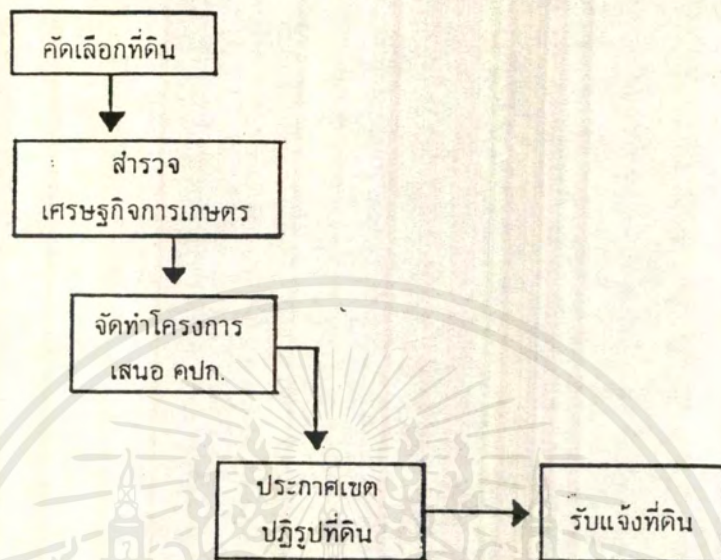 คัดเลือกที่ดิน
สำรวจ
เศรษฐกิจการเกษตร
จัดทำโครงการ
เสนอ คปก.
ประกาศเขต
ปฏิรูปที่ดิน
รับแจ้งที่ดิน